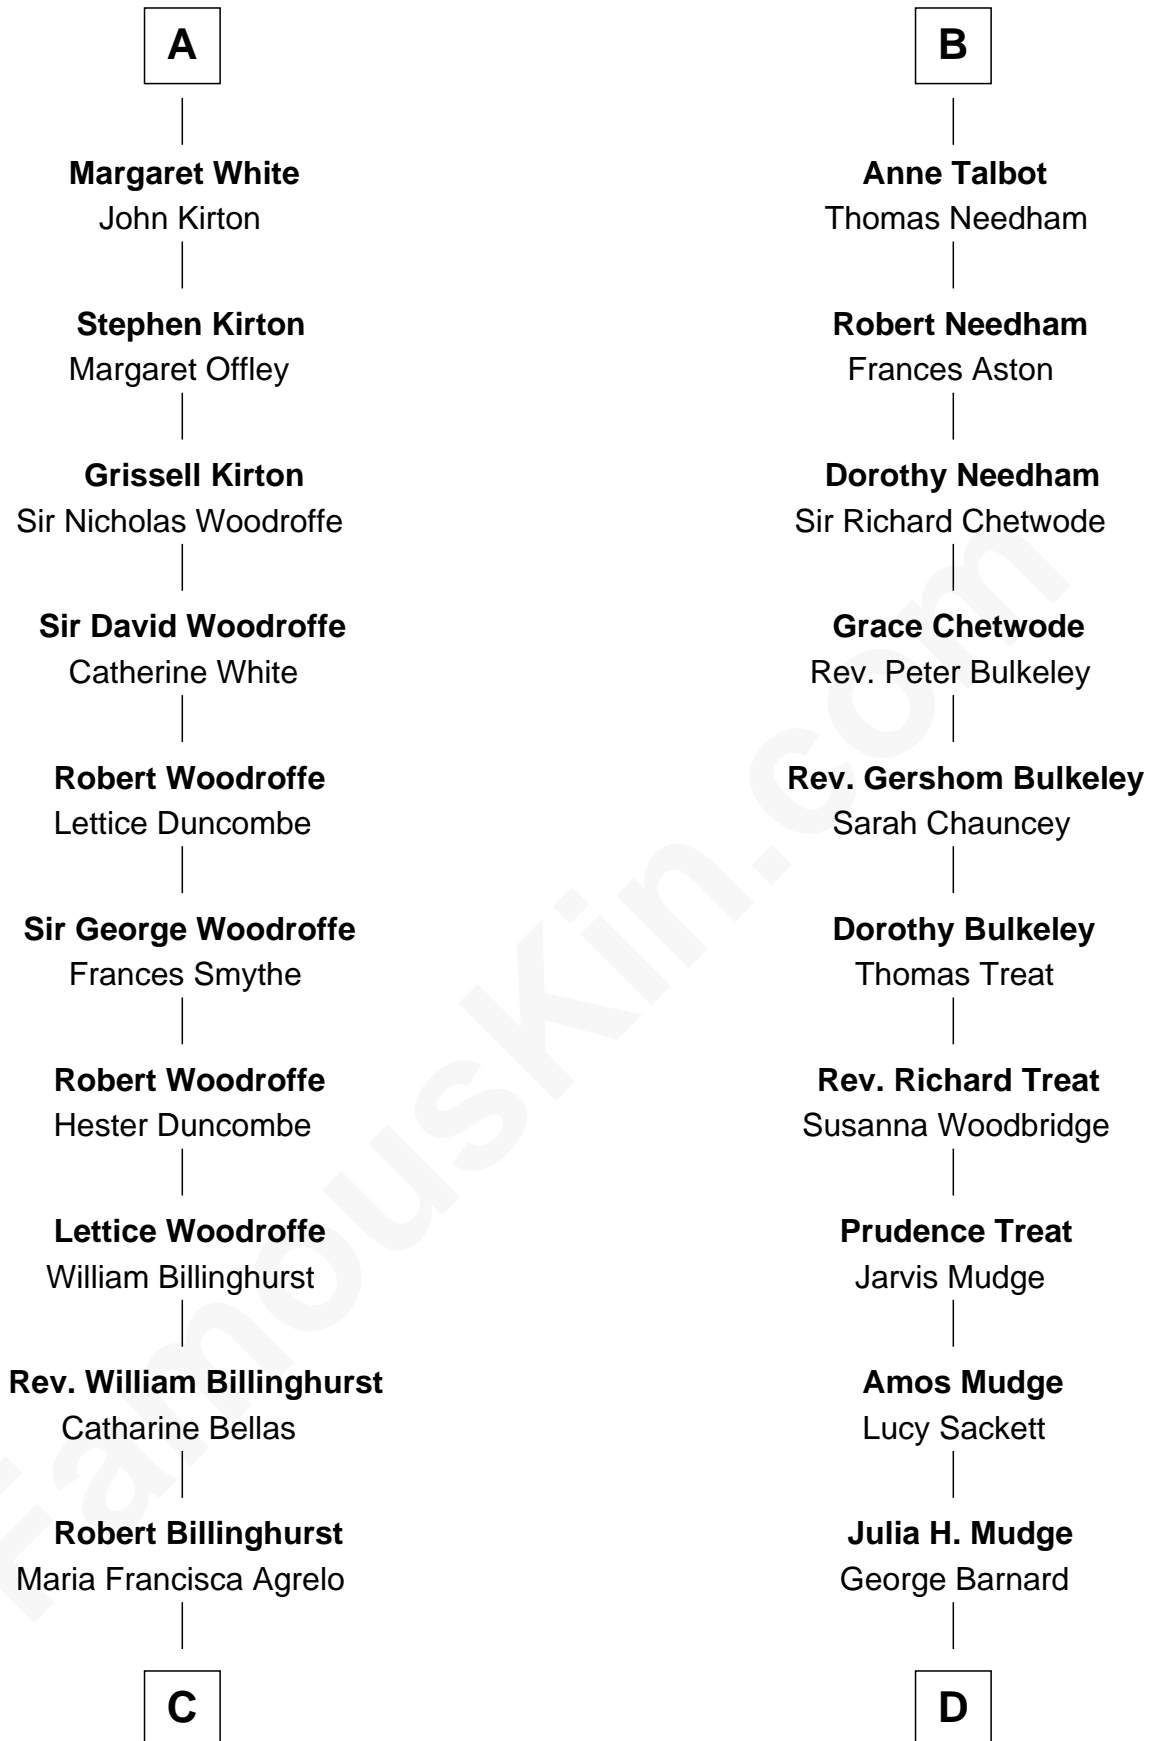 A
Margaret White
John Kirton
Stephen Kirton
Margaret Offley
Grissell Kirton
Sir Nicholas Woodroffe
Sir David Woodroffe
Catherine White
Robert Woodroffe
Lettice Duncombe
Sir George Woodroffe
Frances Smythe
Robert Woodroffe
Hester Duncombe
Lettice Woodroffe
William Billinghurst
Rev. William Billinghurst
Catharine Bellas
Robert Billinghurst
Maria Francisca Agrelo
C
B
Anne Talbot
Thomas Needham
Robert Needham
Frances Aston
Dorothy Needham
Sir Richard Chetwode
Grace Chetwode
Rev. Peter Bulkeley
Rev. Gershom Bulkeley
Sarah Chauncey
Dorothy Bulkeley
Thomas Treat
Rev. Richard Treat
Susanna Woodbridge
Prudence Treat
Jarvis Mudge
Amos Mudge
Lucy Sackett
Julia H. Mudge
George Barnard
D
FamousKin.com